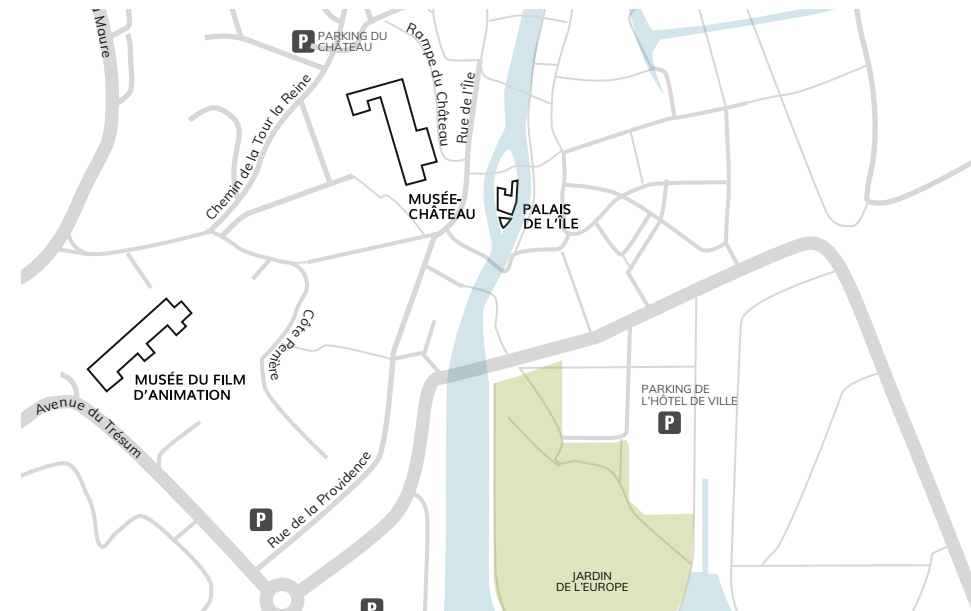 Maure
P PARKING DU
CHÂTEAU
Rampe du Château
Rue de l'Île
Chemin de la Tour la Reine
MUSÉE-
CHÂTEAU
PALAIS
DE L'ÎLE
Côte Perrière
MUSÉE DU FILM
D'ANIMATION
Avenue du Trésum
PARKING DE
L'HÔTEL DE VILLE
P
Rue de la Providence
P
JARDIN
DE L'EUROPE
P